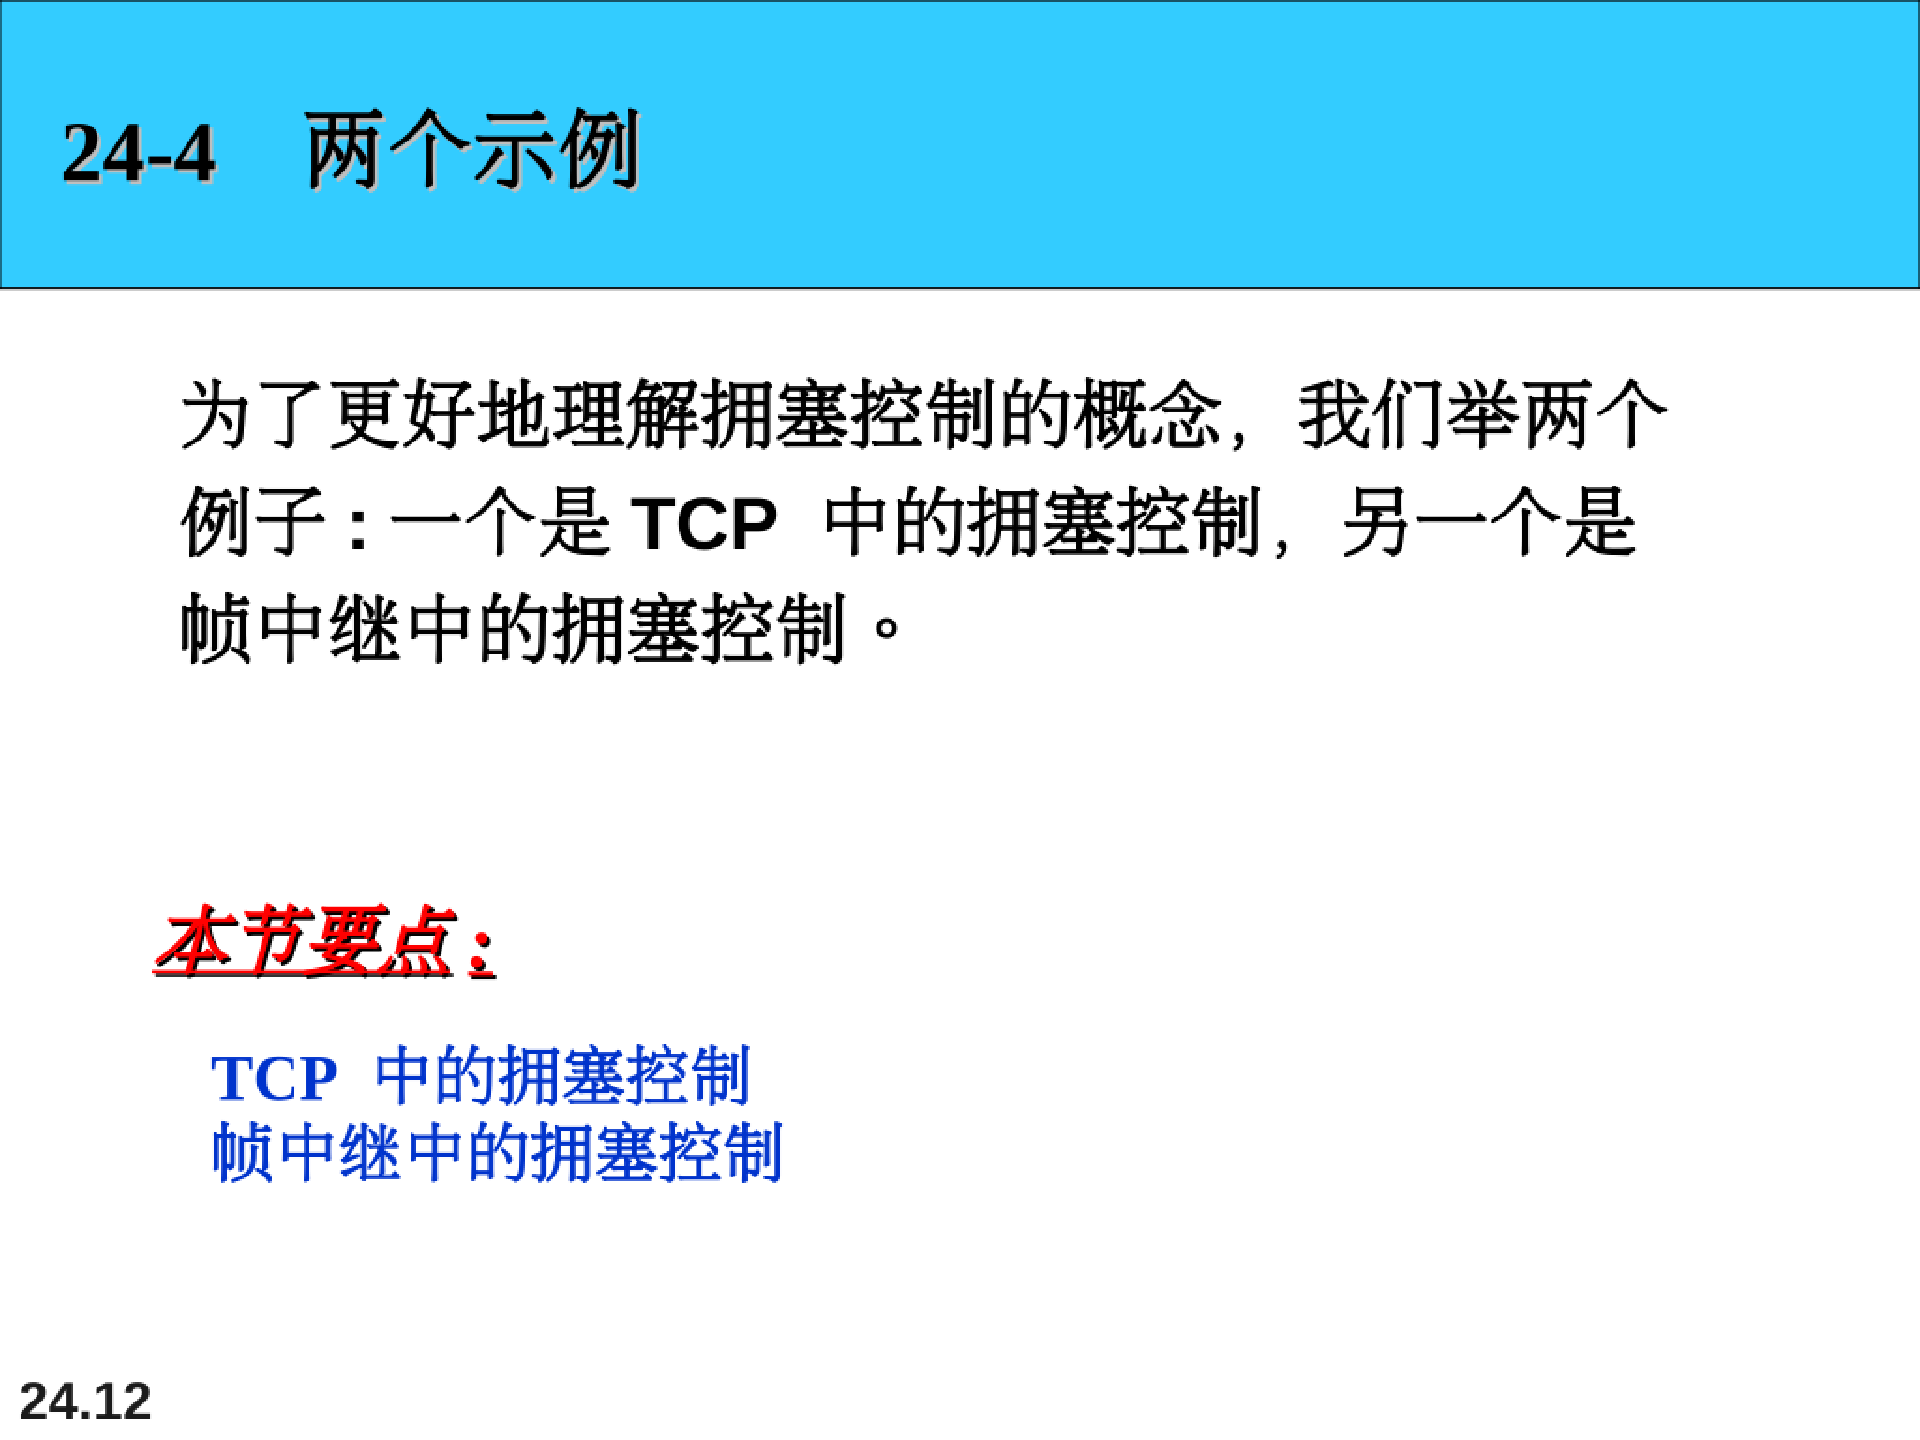 24-4 两个示例
为了更好地理解拥塞控制的概念，我们举两个
例子：一个是 TCP 中的拥塞控制，另一个是
帧中继中的拥塞控制。
本节要点：
TCP 中的拥塞控制
帧中继中的拥塞控制
24.12